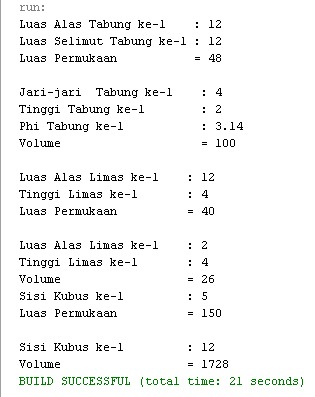 run:
Luas Alas Tabung ke-1 : 12
Luas Selimut Tabung ke-1 : 12
Luas Permukaan = 48
Jari-jari Tabung ke-1 : 4
Tinggi Tabung ke-1 : 2
Phi Tabung ke-1 : 3.14
Volume = 100
Luas Alas Limas ke-1 : 12
Tinggi Limas ke-1 : 4
Luas Permukaan = 40
Luas Alas Limas ke-1 : 2
Tinggi Limas ke-1 : 4
Volume = 26
Sisi Kubus ke-1 : 5
Luas Permukaan = 150
Sisi Kubus ke-1 : 12
Volume = 1728
BUILD SUCCESSFUL (total time: 21 seconds)